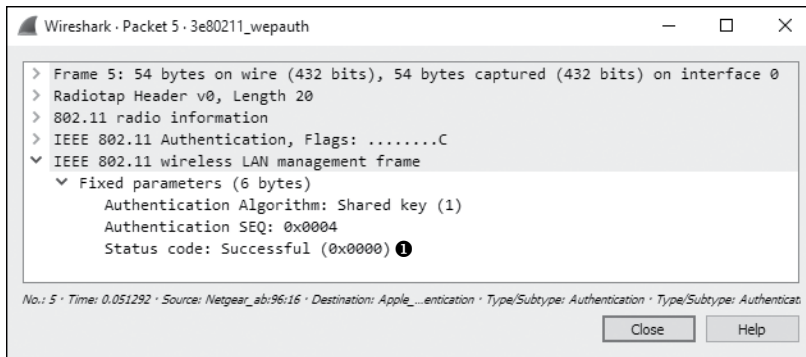 Wireshark · Packet 5 · 3e80211_wepauth
Frame 5: 54 bytes on wire (432 bits), 54 bytes captured (432 bits) on interface 0
Radiotap Header v0, Length 20
802.11 radio information
IEEE 802.11 Authentication, Flags: ........C
IEEE 802.11 wireless LAN management frame
Fixed parameters (6 bytes)
Authentication Algorithm: Shared key (1)
Authentication SEQ: 0x0004
Status code: Successful (0x0000) ❶
No.: 5 · Time: 0.051292 · Source: Netgear_ab:96:16 · Destination: Apple_...entication · Type/Subtype: Authentication · Type/Subtype: Authenticati
Close Help